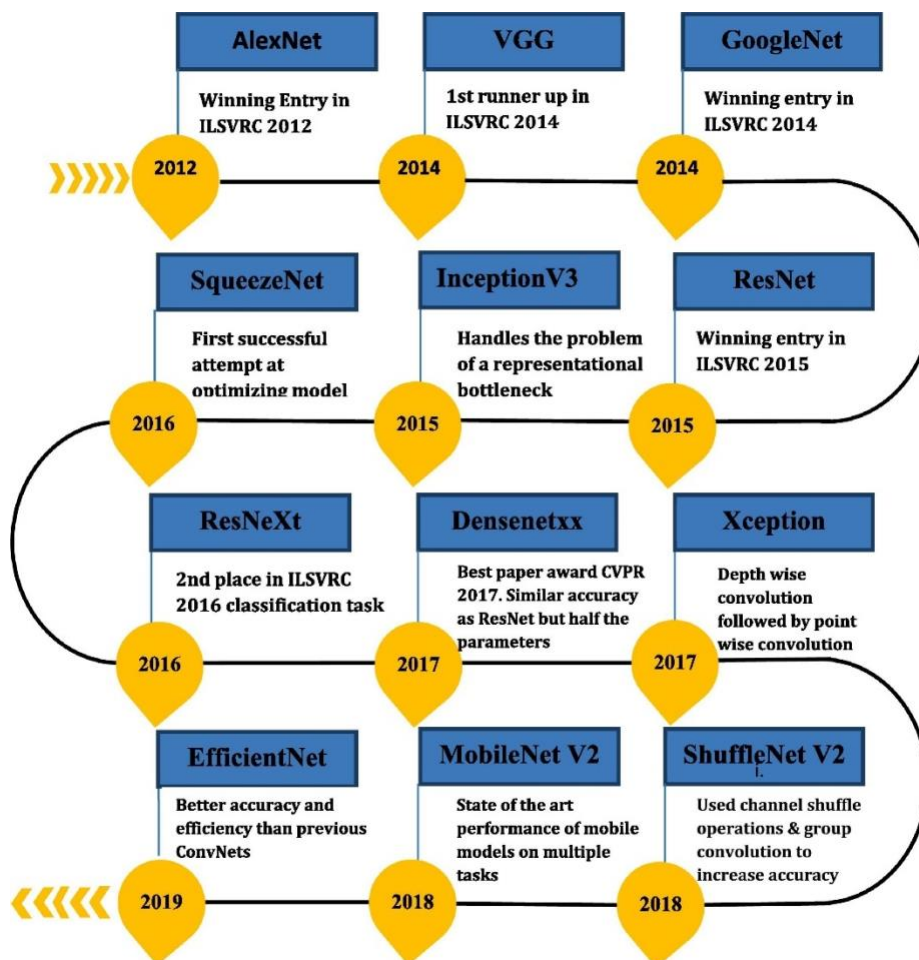 AlexNet
Winning Entry in
ILSVRC 2012
2012
VGG
1st runner up in
ILSVRC 2014
2014
GoogleNet
Winning entry in
ILSVRC 2014
2014
ResNet
Winning entry in
ILSVRC 2015
2015
InceptionV3
Handles the problem
of a representational
bottleneck
2015
SqueezeNet
First successful
attempt at
optimizing model
2016
ResNeXt
2nd place in ILSVRC
2016 classification task
2016
Densenetxx
Best paper award CVPR
2017. Similar accuracy
as ResNet but half the
parameters
2017
Xception
Depth wise
convolution
followed by point
wise convolution
2017
ShuffleNet V2
i.
Used channel shuffle
operations & group
convolution to
increase accuracy
2018
MobileNet V2
State of the art
performance of mobile
models on multiple
tasks
2018
EfficientNet
Better accuracy and
efficiency than previous
ConvNets
2019